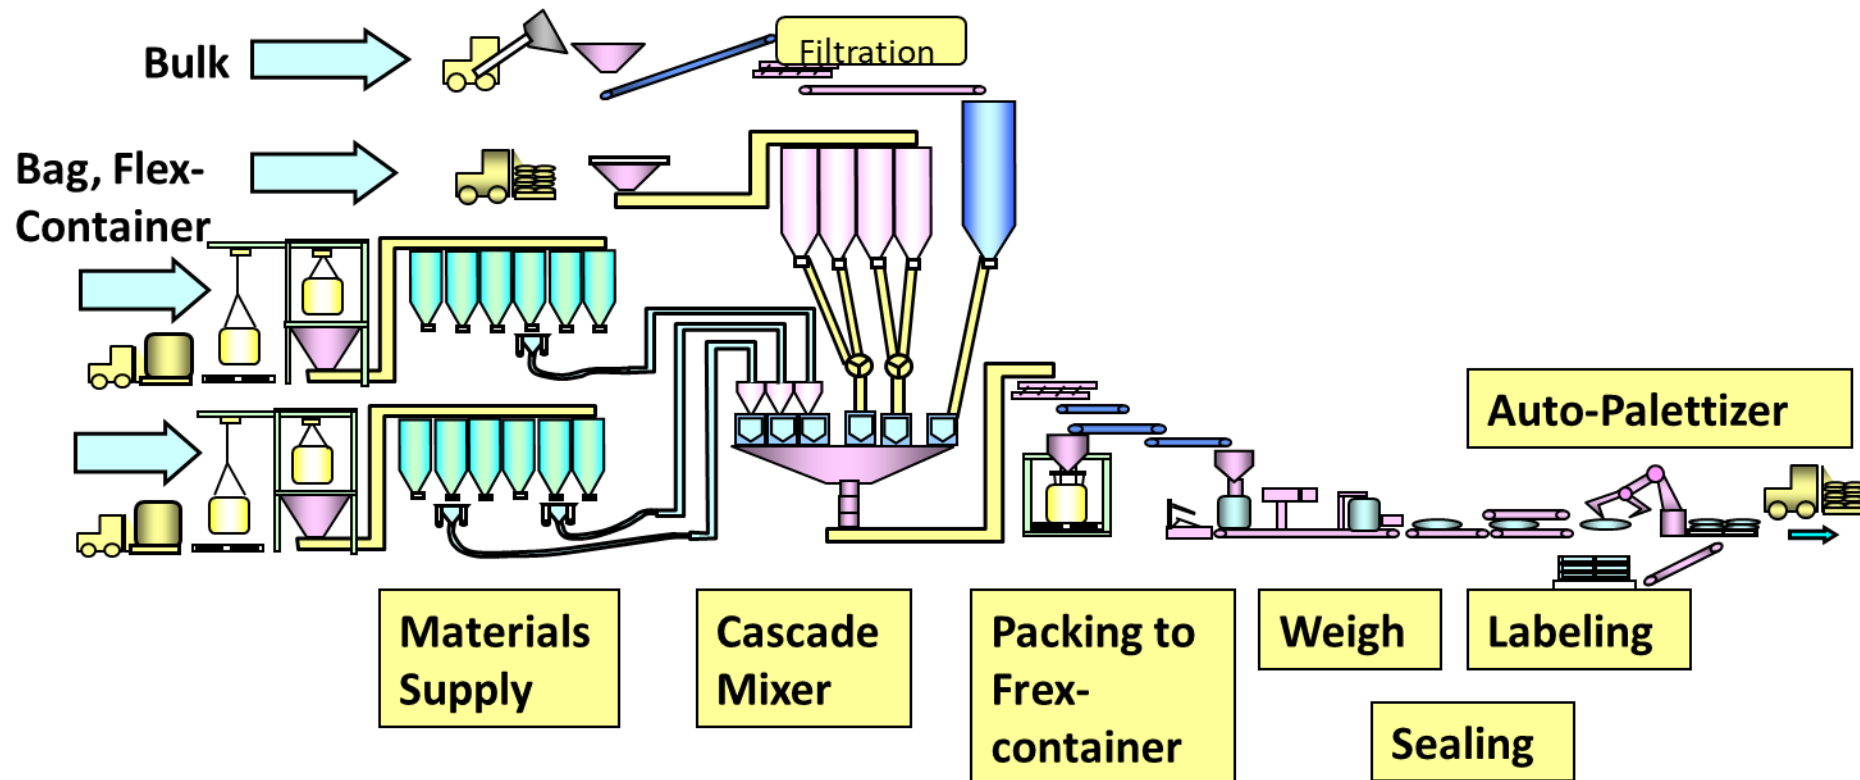 Bulk
Filtration
Bag, Flex-
Container
Auto-Palettizer
Materials
Supply
Cascade
Mixer
Packing to
Frex-
container
Weigh
Labeling
Sealing